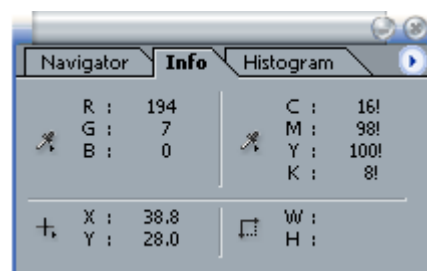 Navigator Info Histogram
R : 194 C : 16!
G : 7 M : 98!
B : 0 Y : 100!
K : 8!
X : 38.8 W :
Y : 28.0 H :